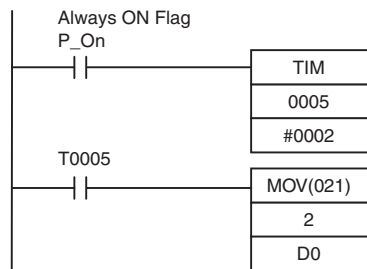 Always ON Flag
P_On
TIM
0005
#0002
T0005
MOV(021)
2
D0